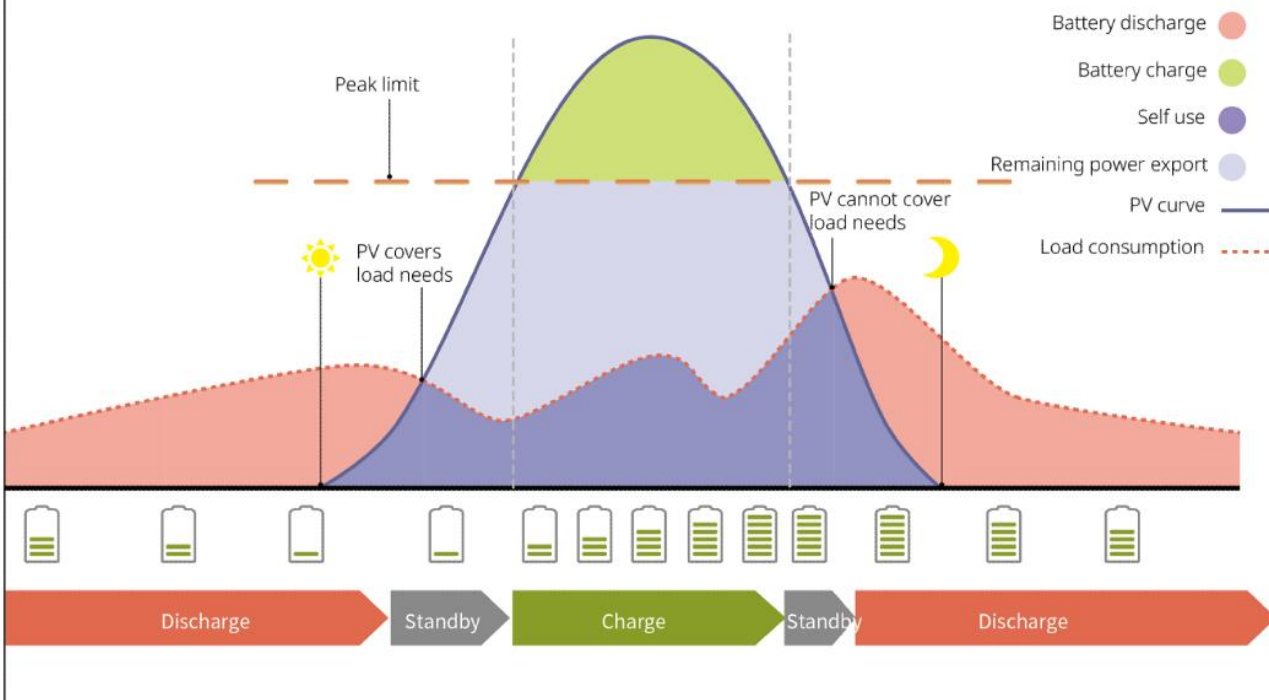 Battery discharge
Battery charge
Self use
Remaining power export
PV curve
Load consumption
Peak limit
PV covers
load needs
PV cannot cover
load needs
Discharge
Standby
Charge
Standby
Discharge